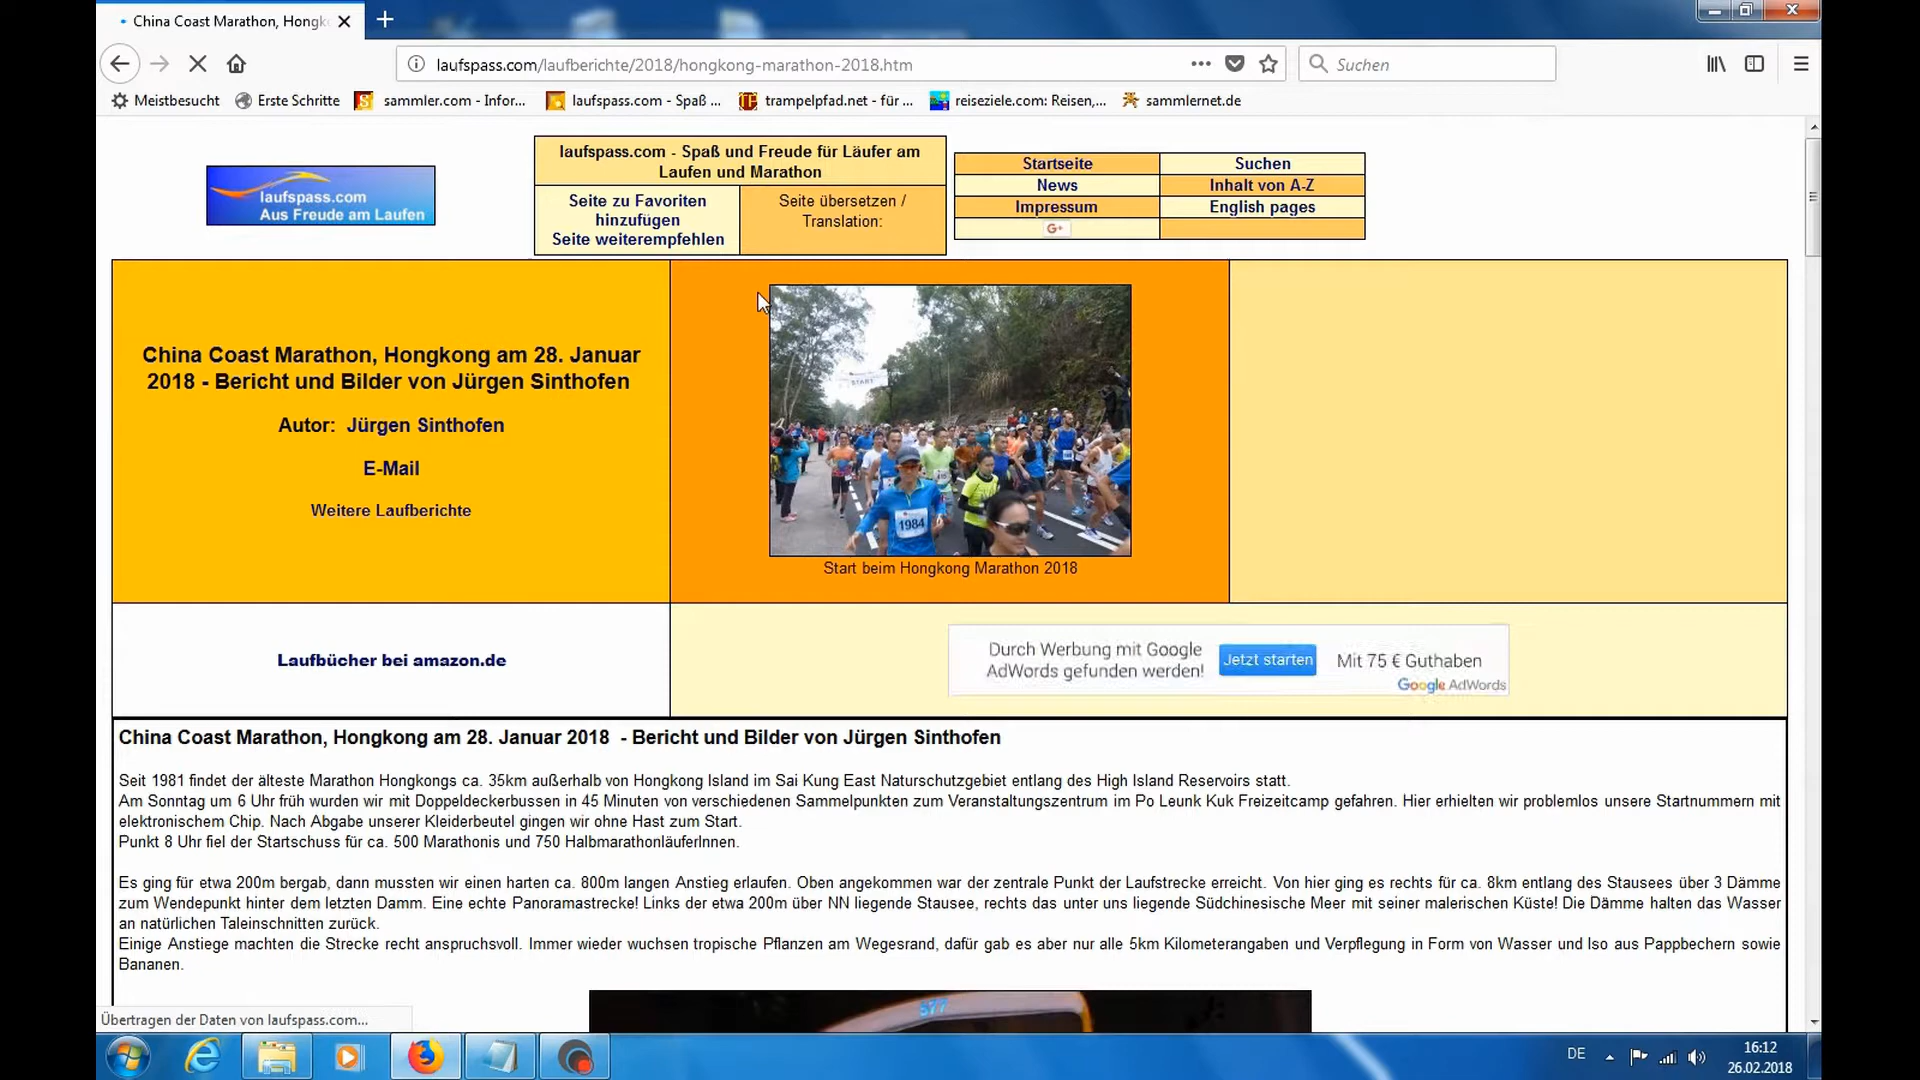 China Coast Marathon, Hongk
laufspass.com/laufberichte/2018/hongkong-marathon-2018.htm
Suchen
Meistbesucht
Erste Schritte
sammler.com - Infor...
laufspass.com - Spaß ...
trampelpfad.net - für ...
reiseziele.com: Reisen,...
sammlernet.de
laufspass.com
Aus Freude am Laufen
laufspass.com - Spaß und Freude für Läufer am
Laufen und Marathon
Seite zu Favoriten
hinzufügen
Seite weiterempfehlen
Seite übersetzen /
Translation:
Startseite
Suchen
News
Inhalt von A-Z
Impressum
English pages
G+
China Coast Marathon, Hongkong am 28. Januar
2018 - Bericht und Bilder von Jürgen Sinthofen
Autor: Jürgen Sinthofen
E-Mail
Weitere Laufberichte
START
1984
Start beim Hongkong Marathon 2018
Laufbücher bei amazon.de
Durch Werbung mit Google
AdWords gefunden werden!
Jetzt starten
Mit 75 € Guthaben
Google AdWords
China Coast Marathon, Hongkong am 28. Januar 2018 - Bericht und Bilder von Jürgen Sinthofen
Seit 1981 findet der älteste Marathon Hongkongs ca. 35km außerhalb von Hongkong Island im Sai Kung East Naturschutzgebiet entlang des High Island Reservoirs statt.
Am Sonntag um 6 Uhr früh wurden wir mit Doppeldeckerbussen in 45 Minuten von verschiedenen Sammelpunkten zum Veranstaltungszentrum im Po Leunk Kuk Freizeitcamp gefahren. Hier erhielten wir problemlos unsere Startnummern mit
elektronischem Chip. Nach Abgabe unserer Kleiderbeutel gingen wir ohne Hast zum Start.
Punkt 8 Uhr fiel der Startschuss für ca. 500 Marathonis und 750 HalbmarathonläuferInnen.
Es ging für etwa 200m bergab, dann mussten wir einen harten ca. 800m langen Anstieg erlaufen. Oben angekommen war der zentrale Punkt der Laufstrecke erreicht. Von hier ging es rechts für ca. 8km entlang des Stausees über 3 Dämme
zum Wendepunkt hinter dem letzten Damm. Eine echte Panoramastrecke! Links der etwa 200m über NN liegende Stausee, rechts das unter uns liegende Südchinesische Meer mit seiner malerischen Küste! Die Dämme halten das Wasser
an natürlichen Taleinschnitten zurück.
Einige Anstiege machten die Strecke recht anspruchsvoll. Immer wieder wuchsen tropische Pflanzen am Wegesrand, dafür gab es aber nur alle 5km Kilometerangaben und Verpflegung in Form von Wasser und Iso aus Pappbechern sowie
Bananen.
877
Übertragen der Daten von laufspass.com...
DE
16:12
26.02.2018